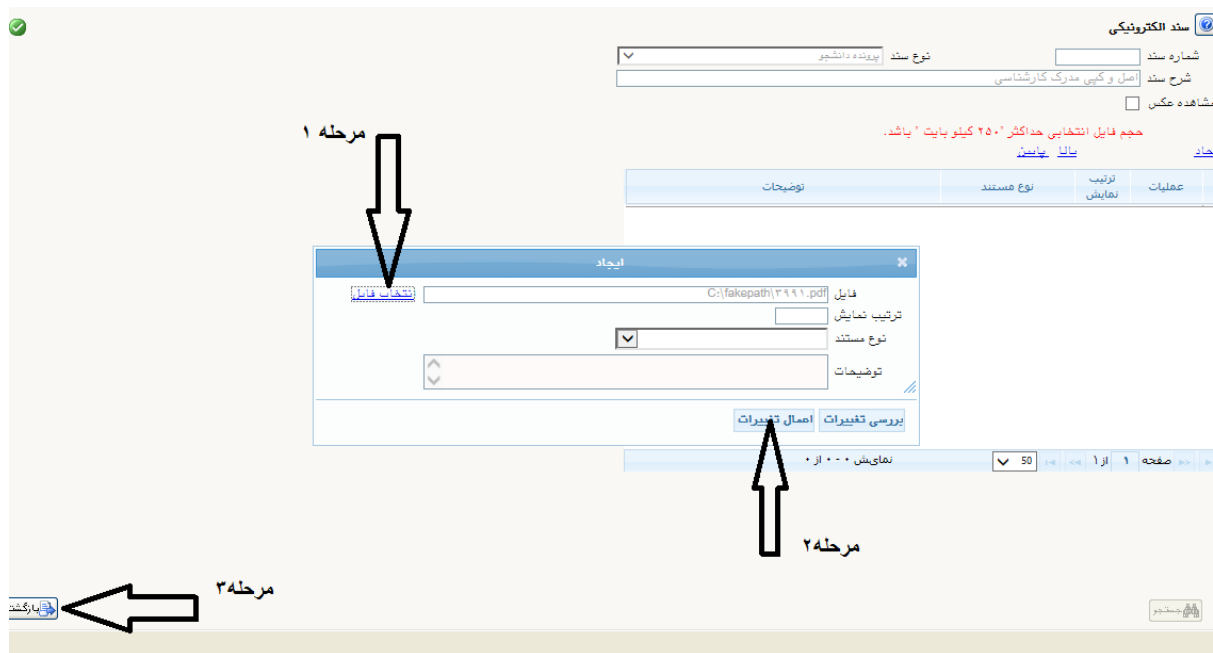 سند الکترونیکی
شماره سند نوع سند پرونده دانشجو
شرح سند اصل و کپی مدرک کارشناسی
مشاهده عکس
مرحله ۱
حجم فایل انتخابی حداکثر "۲۵۰ کیلو بایت " باشد.
بالا پایین
عملیات ترتیب نمایش نوع مستند توضیحات
ایجاد
فایل C:\fakepath\۳۹۹۱.pdf انتخاب فایل
ترتیب نمایش
نوع مستند
توضیحات
بررسی تغییرات اعمال تغییرات
صفحه ۱ از ۱ 50 نمایش ۰ - ۰ از ۰
مرحله۲
مرحله۳
بازگشت
جستجو